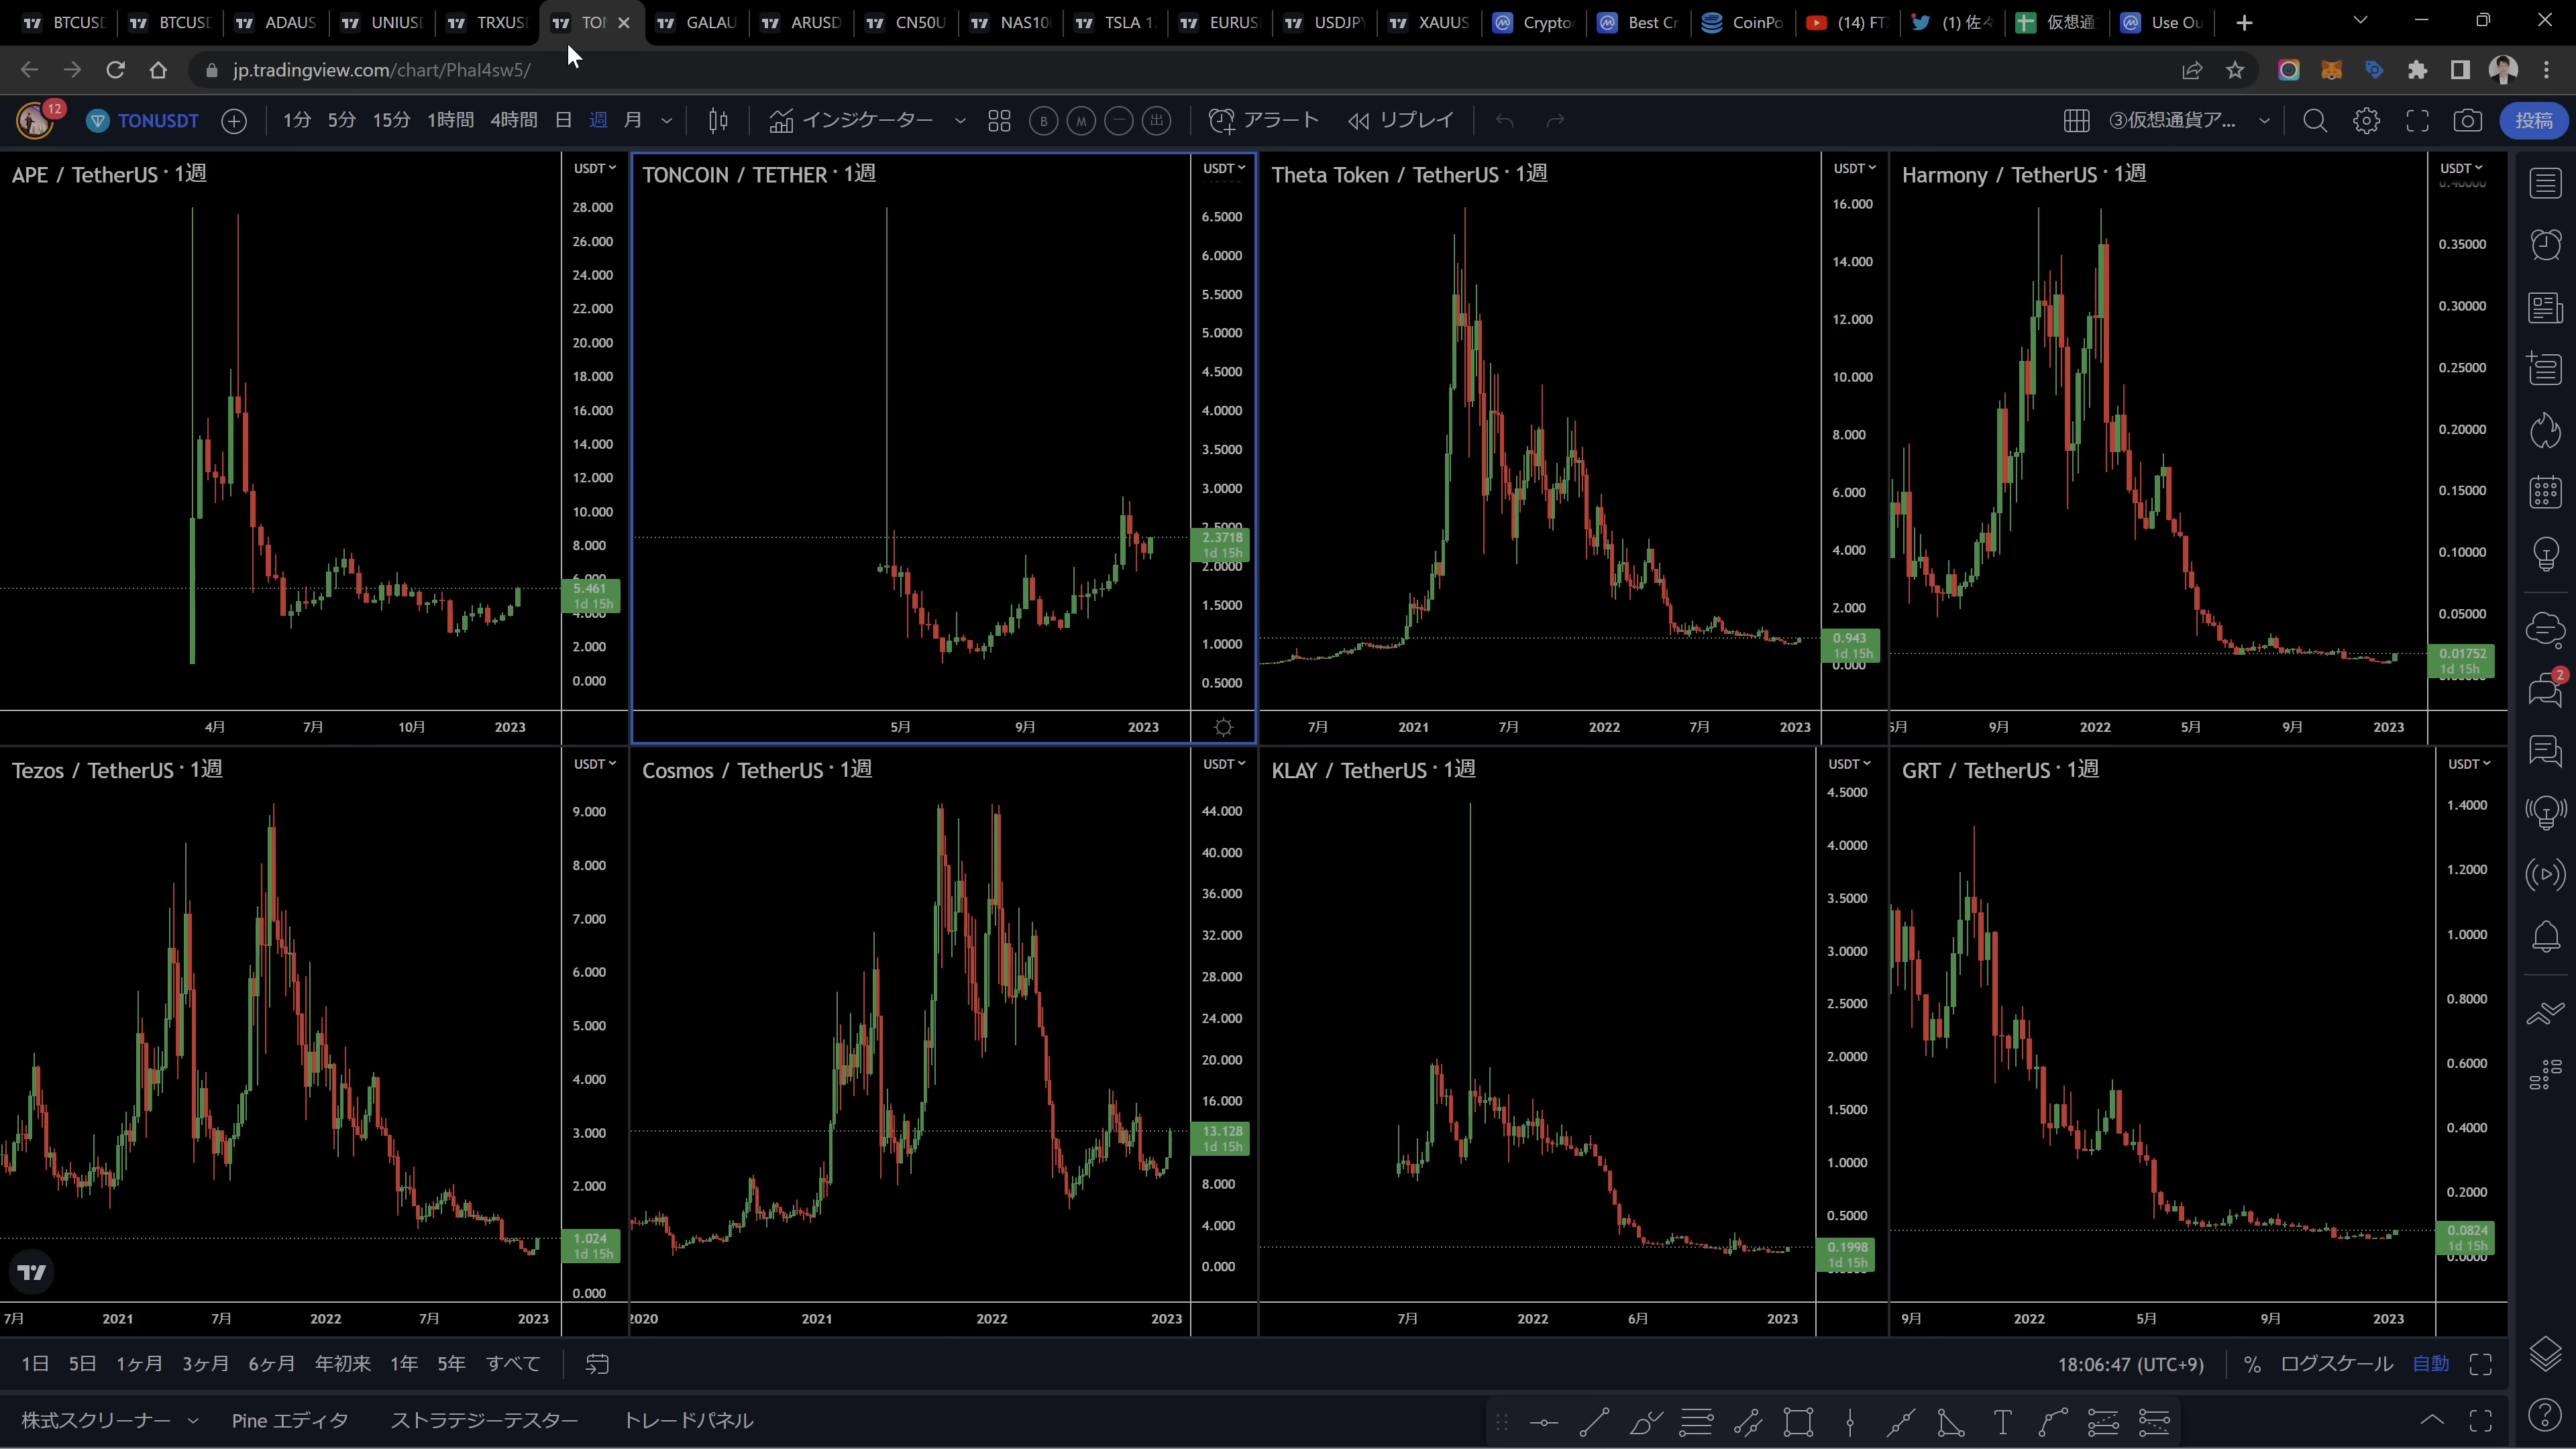 BTCUSD BTCUSD ADAUS UNIUSD TRXUS TON GALAU ARUSD CN50U NAS100 TSLA 1 EURUS USDJPY XAUUS Crypto Best Cr CoinPo (14) FT (1) 佐々 仮想通 Use Ou
jp.tradingview.com/chart/Phal4sw5/
12 TONUSDT 1分 5分 15分 1時間 4時間 日 週 月 インジケーター B M 一 出 アラート リプレイ ③仮想通貨ア... 投稿
APE / TetherUS · 1週
USDT
28.000
26.000
24.000
22.000
20.000
18.000
16.000
14.000
12.000
10.000
8.000
5.461
1d 15h
2.000
0.000
4月 7月 10月 2023
TONCOIN / TETHER · 1週
USDT
6.5000
6.0000
5.5000
5.0000
4.5000
4.0000
3.5000
3.0000
2.5000
2.3718
1d 15h
2.0000
1.5000
1.0000
0.5000
5月 9月 2023
Theta Token / TetherUS · 1週
USDT
16.000
14.000
12.000
10.000
8.000
6.000
4.000
2.000
0.943
1d 15h
0.000
7月 2021 7月 2022 7月 2023
Harmony / TetherUS · 1週
USDT
0.40000
0.35000
0.30000
0.25000
0.20000
0.15000
0.10000
0.05000
0.01752
1d 15h
5月 9月 2022 5月 9月 2023
2
Tezos / TetherUS · 1週
USDT
9.000
8.000
7.000
6.000
5.000
4.000
3.000
2.000
1.024
1d 15h
0.000
7月 2021 7月 2022 7月 2023
Cosmos / TetherUS · 1週
USDT
44.000
40.000
36.000
32.000
28.000
24.000
20.000
16.000
13.128
1d 15h
8.000
4.000
0.000
2020 2021 2022 2023
KLAY / TetherUS · 1週
USDT
4.5000
4.0000
3.5000
3.0000
2.5000
2.0000
1.5000
1.0000
0.5000
0.1998
1d 15h
7月 2022 6月 2023
GRT / TetherUS · 1週
USDT
1.4000
1.2000
1.0000
0.8000
0.6000
0.4000
0.2000
0.0824
1d 15h
0.0000
9月 2022 5月 9月 2023
1日 5日 1ヶ月 3ヶ月 6ヶ月 年初来 1年 5年 すべて 18:06:47 (UTC+9) % ログスケール 自動
株式スクリーナー Pine エディタ ストラテジーテスター トレードパネル